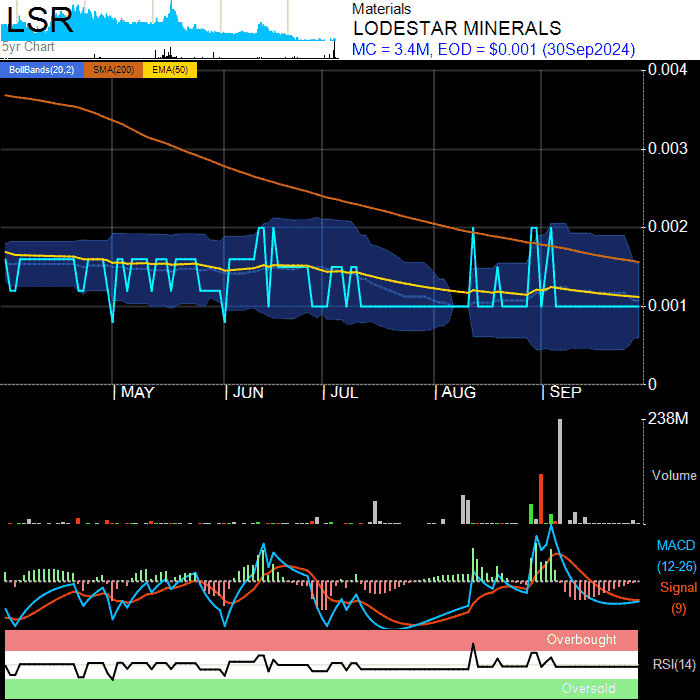 LSR
5yr Chart
Materials
LODESTAR MINERALS
MC = 3.4M, EOD = $0.001 (30Sep2024)
BollBands(20,2) SMA(200) EMA(50)
0.004
0.003
0.002
0.001
0
MAY JUN JUL AUG SEP
238M
Volume
MACD
(12-26)
Signal
(9)
Overbought
RSI(14)
Oversold